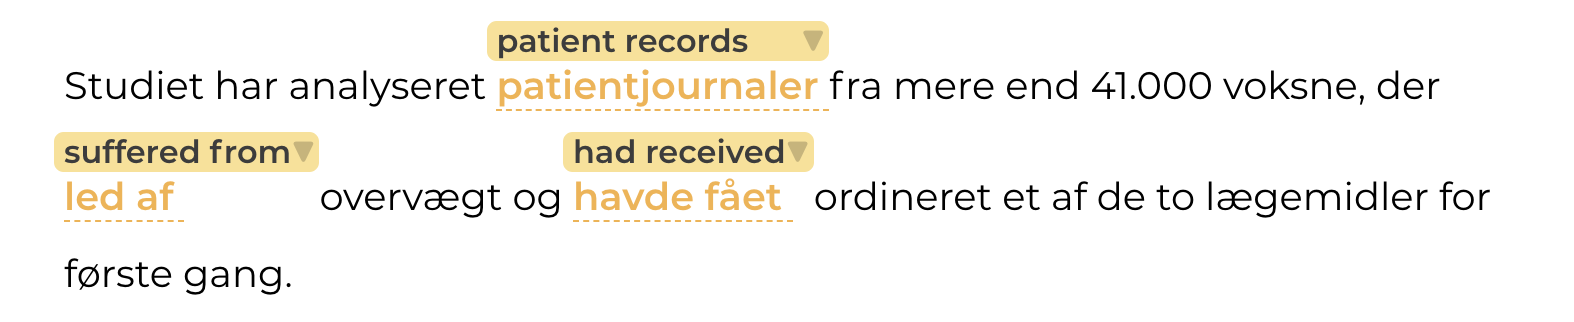 patient records
Studiet har analyseret patientjournaler fra mere end 41.000 voksne, der
suffered from had received
led af overvægt og havde fået ordineret et af de to lægemidler for
første gang.